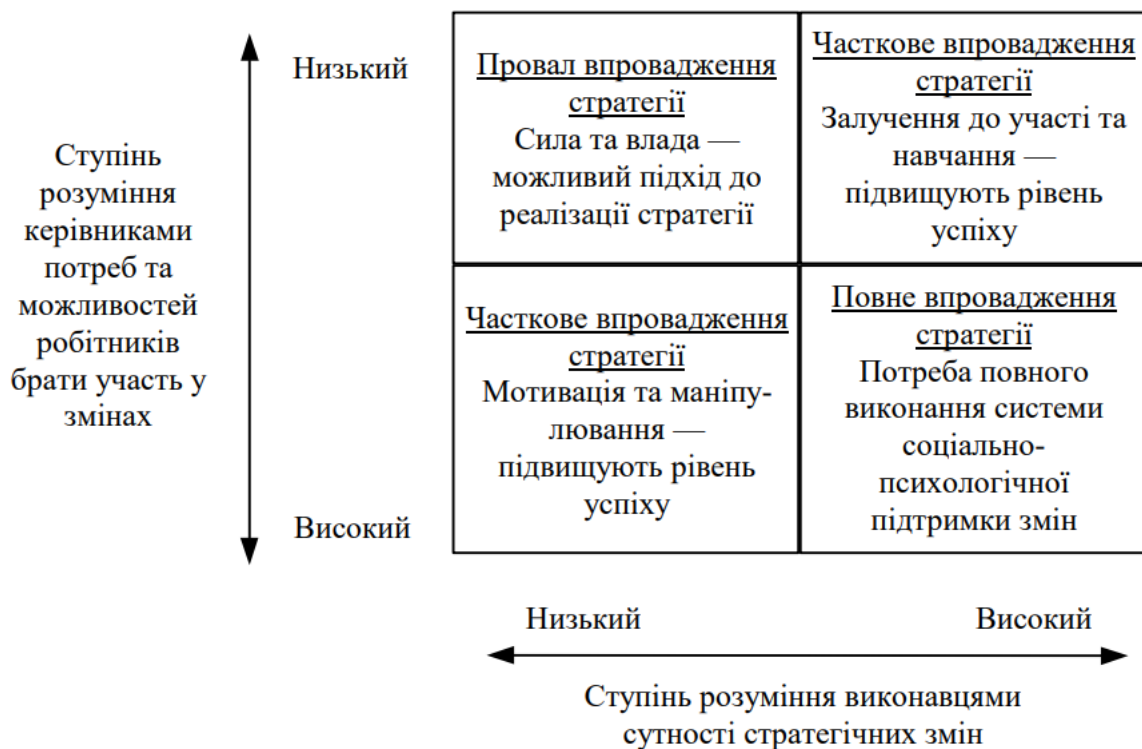 Ступінь
розуміння
керівниками
потреб та
можливостей
робітників
брати участь у
змінах
Низький
Високий
Провал впровадження
стратегії
Сила та влада —
можливий підхід до
реалізації стратегії
Часткове впровадження
стратегії
Залучення до участі та
навчання —
підвищують рівень
успіху
Часткове впровадження
стратегії
Мотивація та маніпу-
лювання —
підвищують рівень
успіху
Повне впровадження
стратегії
Потреба повного
виконання системи
соціально-
психологічної
підтримки змін
Низький
Високий
Ступінь розуміння виконавцями
сутності стратегічних змін